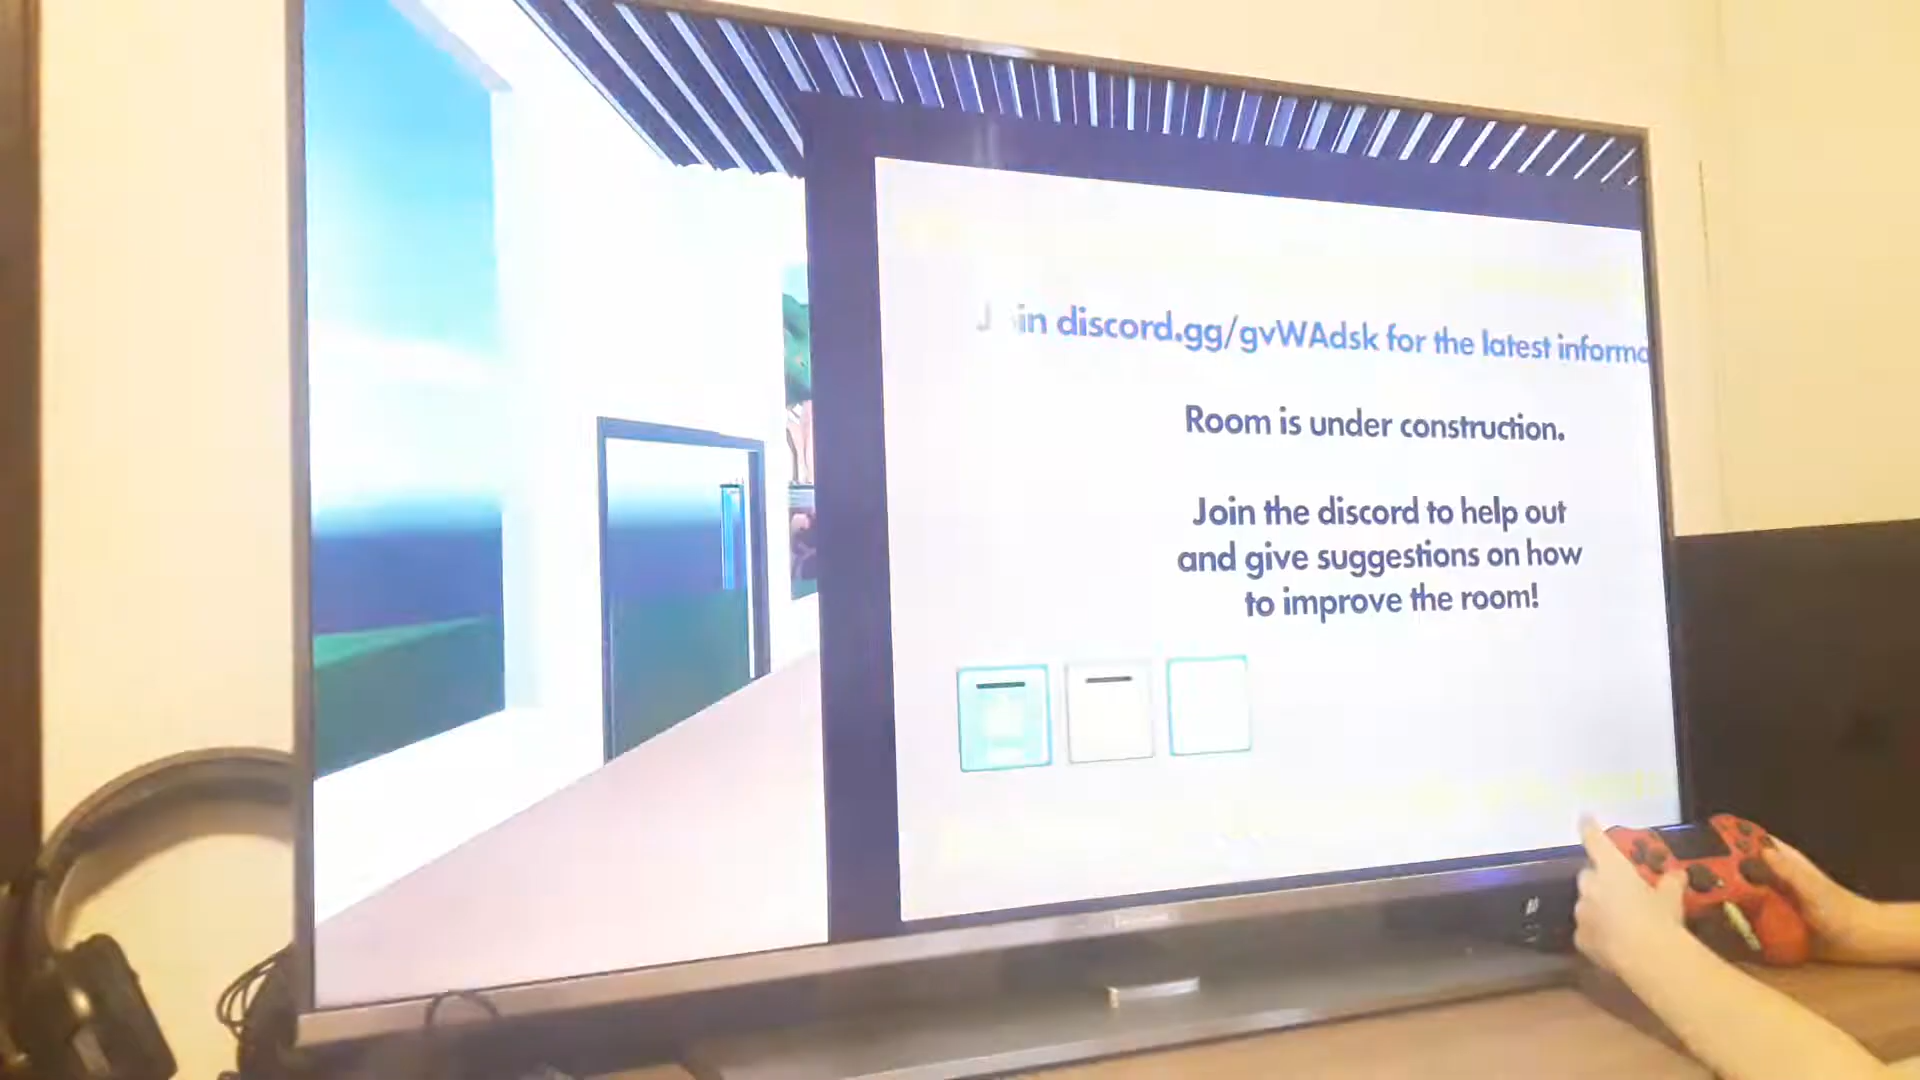 in discord.gg/gvWAdsk for the latest informa
Room is under construction.
Join the discord to help out
and give suggestions on how
to improve the room!